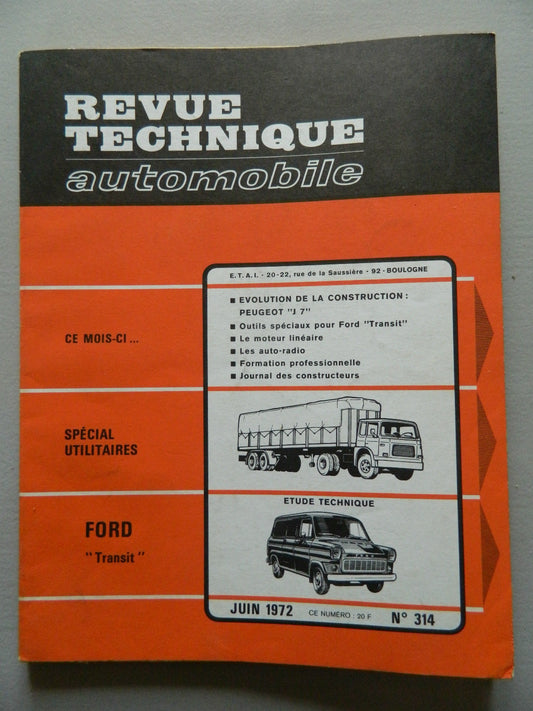 REVUE
TECHNIQUE
automobile
E.T.A.I. - 20-22, rue de la Saussière - 92 - BOULOGNE
■ EVOLUTION DE LA CONSTRUCTION :
PEUGEOT "J 7"
■ Outils spéciaux pour Ford "Transit"
■ Le moteur linéaire
■ Les auto-radio
■ Formation professionnelle
■ Journal des constructeurs
CE MOIS-CI ...
SPÉCIAL
UTILITAIRES
ETUDE TECHNIQUE
FORD
"Transit"
FORD
JUIN 1972 CE NUMÉRO : 20 F N° 314